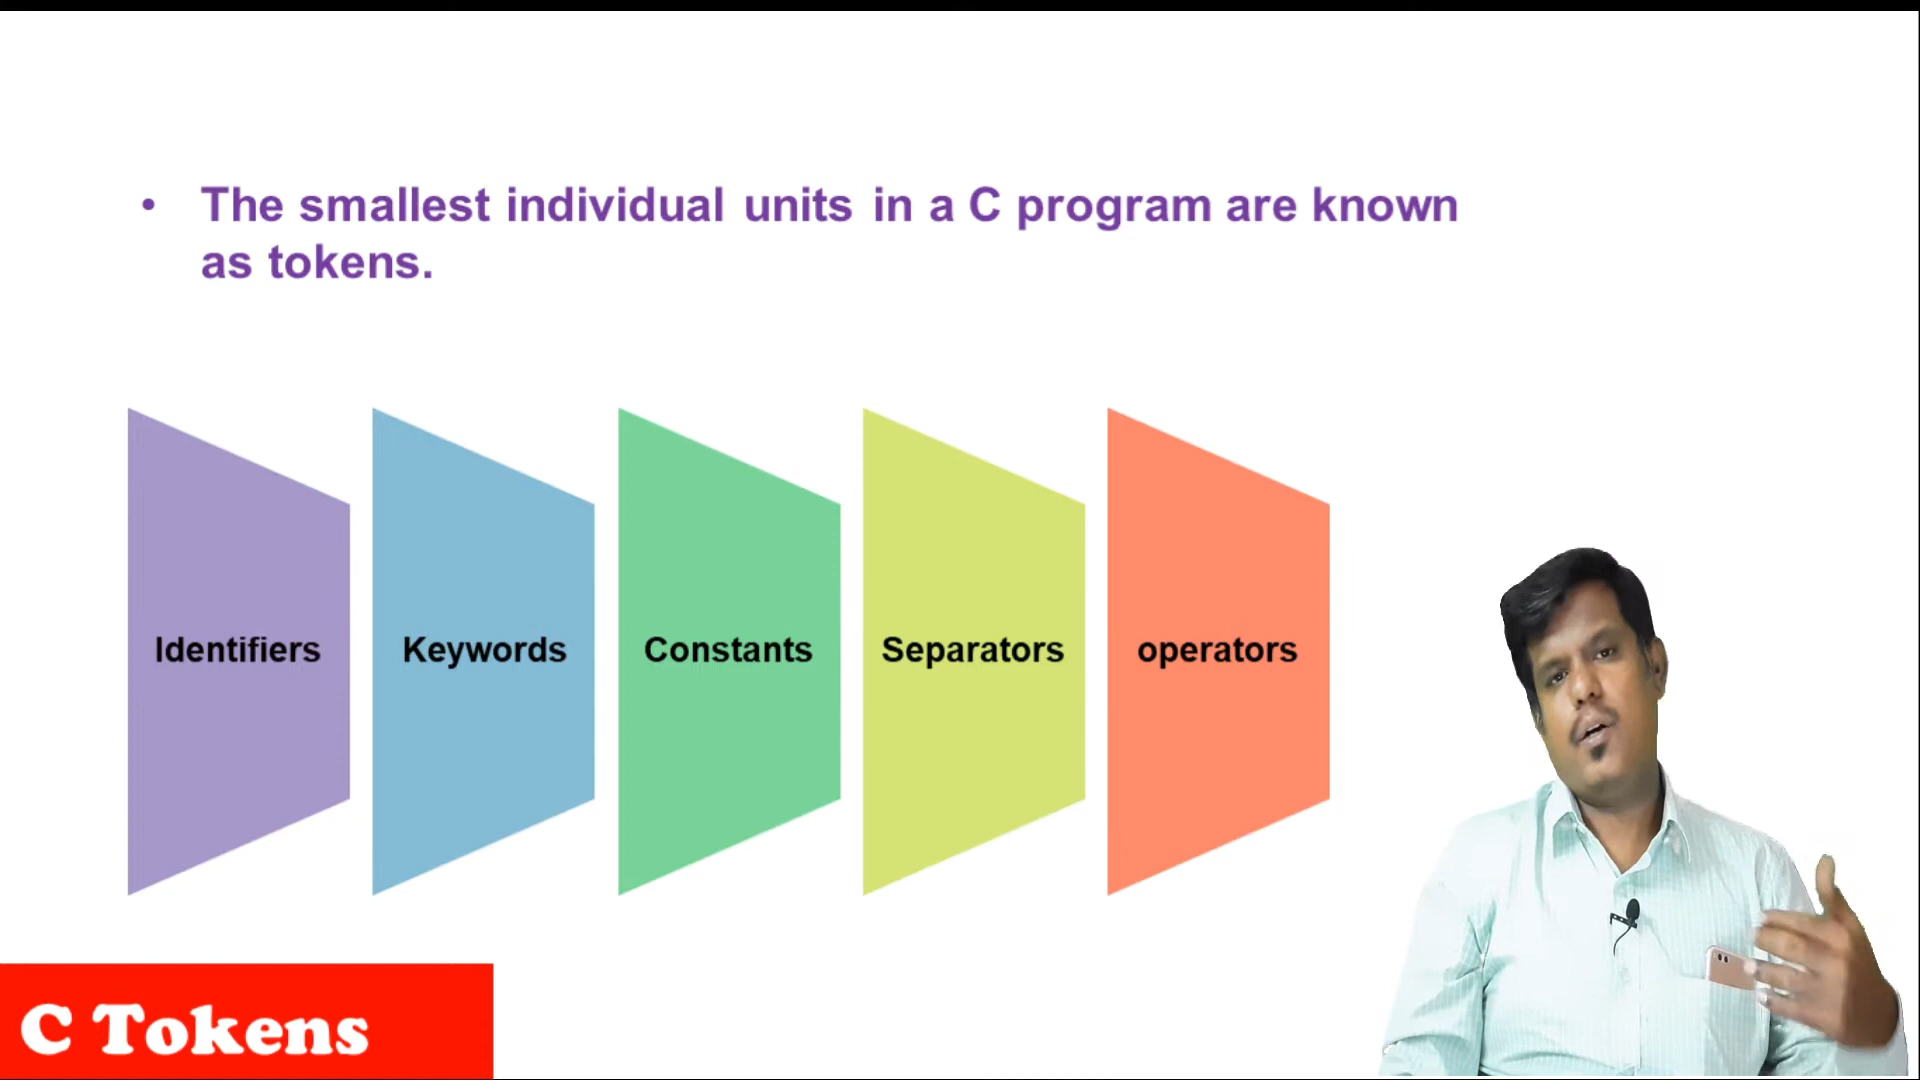 • The smallest individual units in a C program are known
as tokens.
Identifiers
Keywords
Constants
Separators
operators
C Tokens